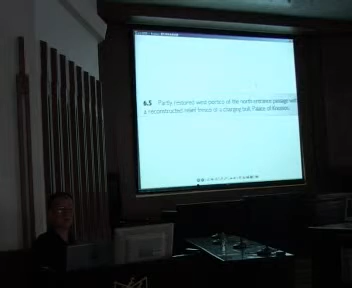 6.5 Partly restored west portico of the north entrance passage with
a reconstructed relief fresco of a charging bull, Palace of Knossos.